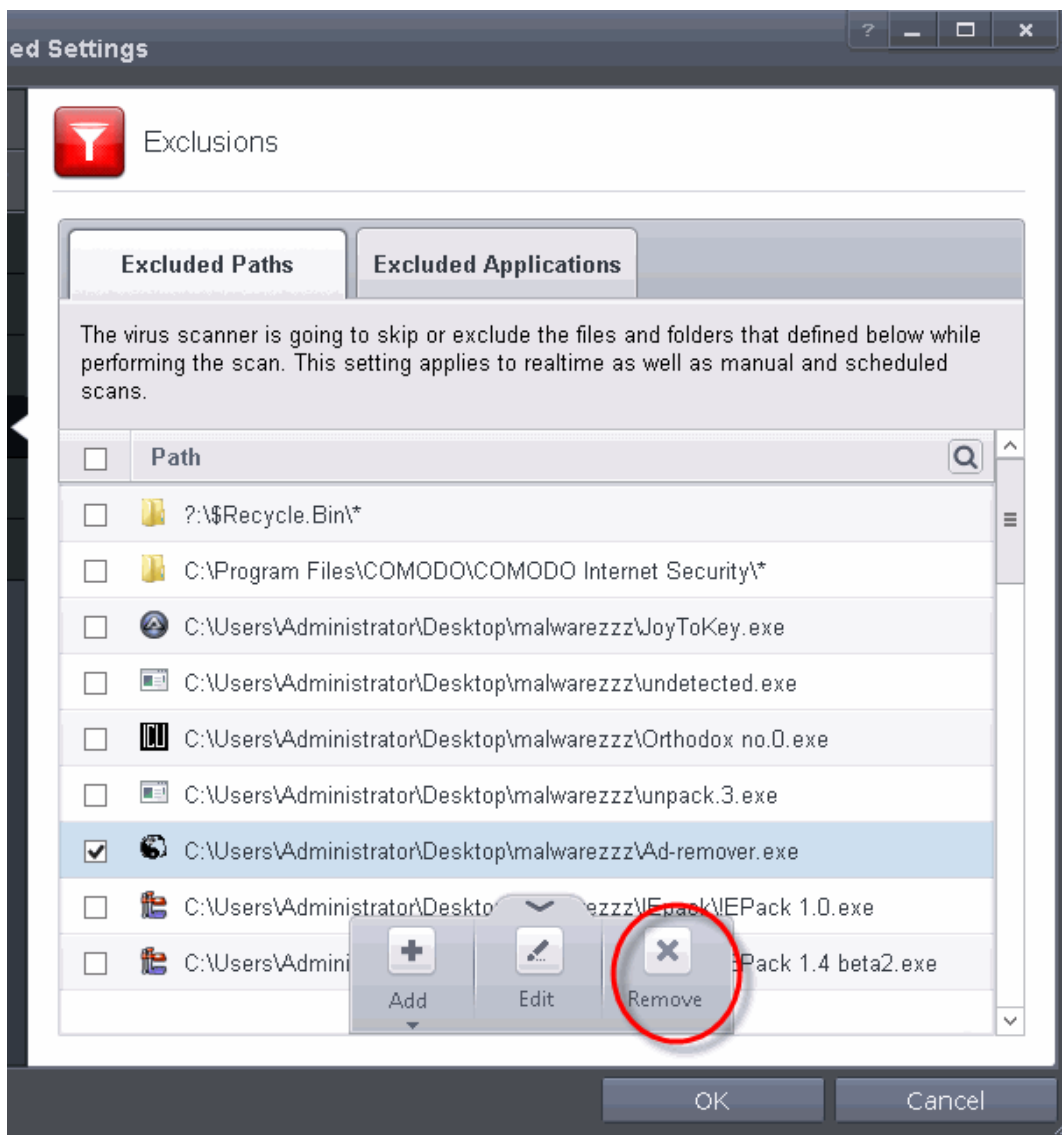 ed Settings
?
Exclusions
Excluded Paths
Excluded Applications
The virus scanner is going to skip or exclude the files and folders that defined below while
performing the scan. This setting applies to realtime as well as manual and scheduled
scans.
Path
?:\$Recycle.Bin\*
C:\Program Files\COMODO\COMODO Internet Security\*
C:\Users\Administrator\Desktop\malwarezzz\JoyToKey.exe
C:\Users\Administrator\Desktop\malwarezzz\undetected.exe
ICU C:\Users\Administrator\Desktop\malwarezzz\Orthodox no.0.exe
C:\Users\Administrator\Desktop\malwarezzz\unpack.3.exe
C:\Users\Administrator\Desktop\malwarezzz\Ad-remover.exe
C:\Users\Administrator\Deskto ezzz\IEpack\IEPack 1.0.exe
C:\Users\Admini Pack 1.4 beta2.exe
Add
Edit
Remove
OK
Cancel